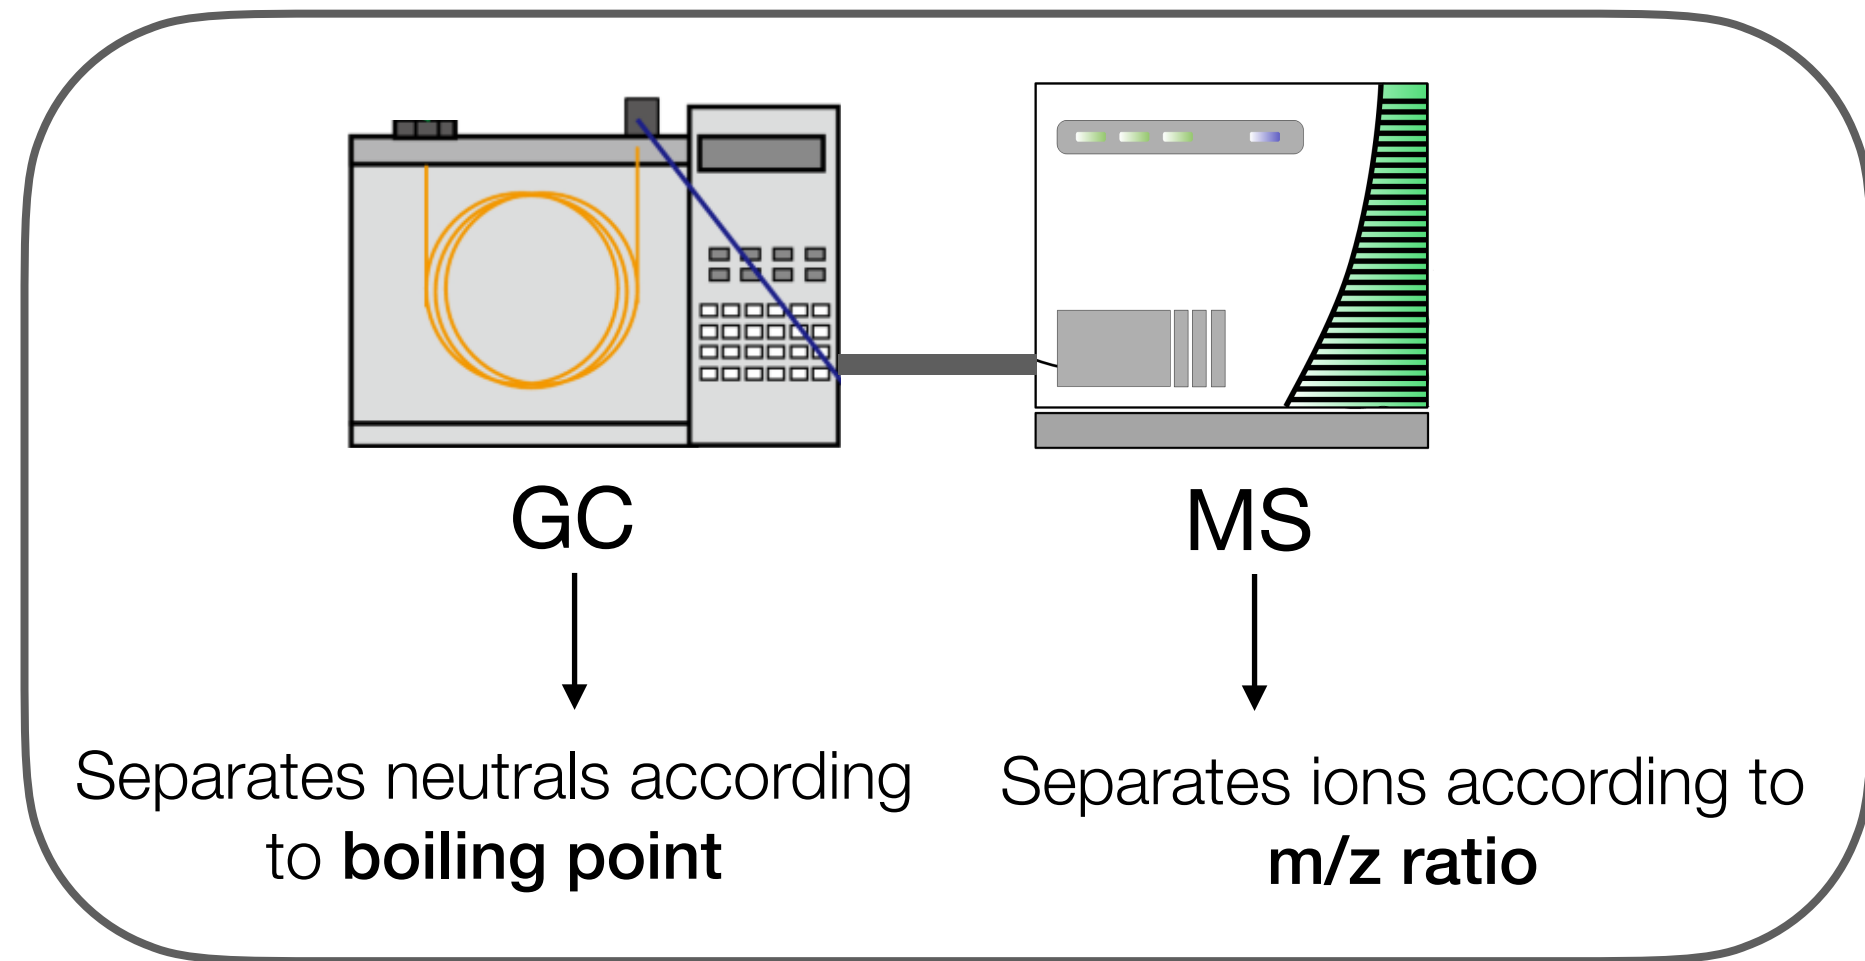 GC
MS
Separates neutrals according
to boiling point
Separates ions according to
m/z ratio